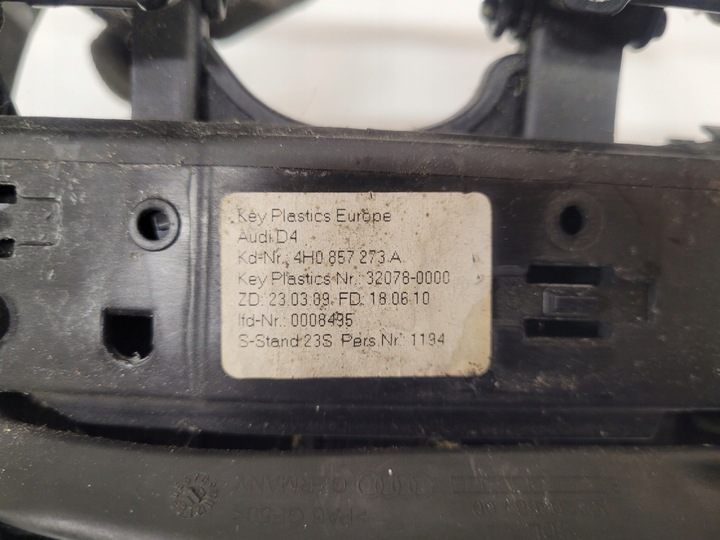 Key Plastics Europe
Audi D4
Kd-Nr.: 4H0 857 273 A
Key Plastics Nr.: 32078-0000
ZD: 23.03.09 FD: 18.06.10
lfd-Nr.: 0008495
S-Stand:23S Pers.Nr.: 1194
GERMANY